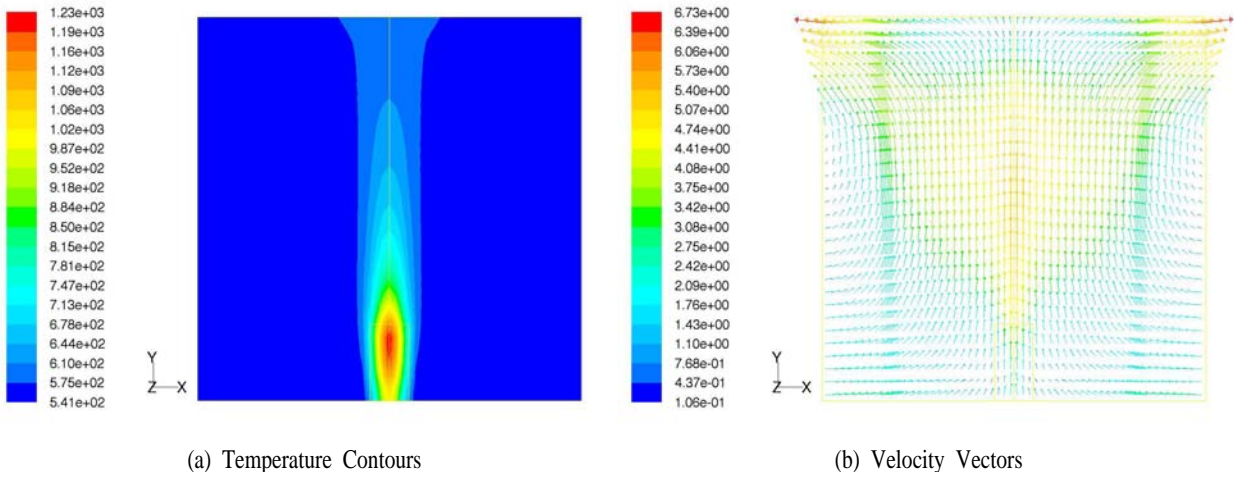 1.23e+03
1.19e+03
1.16e+03
1.12e+03
1.09e+03
1.06e+03
1.02e+03
9.87e+02
9.52e+02
9.18e+02
8.84e+02
8.50e+02
8.15e+02
7.81e+02
7.47e+02
7.13e+02
6.78e+02
6.44e+02
6.10e+02
5.75e+02
5.41e+02
Y
Z X
6.73e+00
6.39e+00
6.06e+00
5.73e+00
5.40e+00
5.07e+00
4.74e+00
4.41e+00
4.08e+00
3.75e+00
3.42e+00
3.08e+00
2.75e+00
2.42e+00
2.09e+00
1.76e+00
1.43e+00
1.10e+00
7.68e-01
4.37e-01
1.06e-01
Y
Z X
(a) Temperature Contours
(b) Velocity Vectors